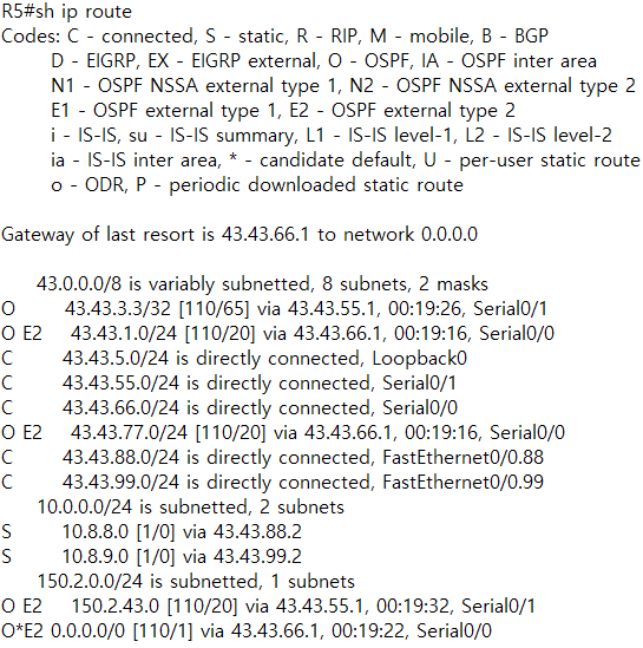 R5#sh ip route
Codes: C - connected, S - static, R - RIP, M - mobile, B - BGP
D - EIGRP, EX - EIGRP external, O - OSPF, IA - OSPF inter area
N1 - OSPF NSSA external type 1, N2 - OSPF NSSA external type 2
E1 - OSPF external type 1, E2 - OSPF external type 2
i - IS-IS, su - IS-IS summary, L1 - IS-IS level-1, L2 - IS-IS level-2
ia - IS-IS inter area, * - candidate default, U - per-user static route
o - ODR, P - periodic downloaded static route
Gateway of last resort is 43.43.66.1 to network 0.0.0.0
43.0.0.0/8 is variably subnetted, 8 subnets, 2 masks
O 43.43.3.3/32 [110/65] via 43.43.55.1, 00:19:26, Serial0/1
O E2 43.43.1.0/24 [110/20] via 43.43.66.1, 00:19:16, Serial0/0
C 43.43.5.0/24 is directly connected, Loopback0
C 43.43.55.0/24 is directly connected, Serial0/1
C 43.43.66.0/24 is directly connected, Serial0/0
O E2 43.43.77.0/24 [110/20] via 43.43.66.1, 00:19:16, Serial0/0
C 43.43.88.0/24 is directly connected, FastEthernet0/0.88
C 43.43.99.0/24 is directly connected, FastEthernet0/0.99
10.0.0.0/24 is subnetted, 2 subnets
S 10.8.8.0 [1/0] via 43.43.88.2
S 10.8.9.0 [1/0] via 43.43.99.2
150.2.0.0/24 is subnetted, 1 subnets
O E2 150.2.43.0 [110/20] via 43.43.55.1, 00:19:32, Serial0/1
O*E2 0.0.0.0/0 [110/1] via 43.43.66.1, 00:19:22, Serial0/0